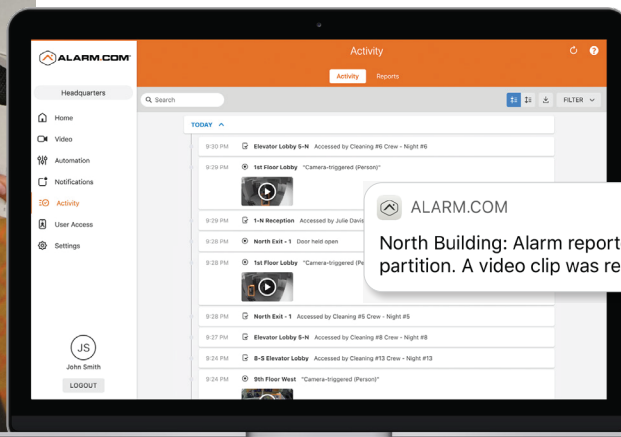 Activity
ALARM.COM
Activity Reports
Headquarters
Search
FILTER
TODAY
Home
Video
Automation
Notifications
Activity
User Access
Settings
9:30 PM Elevator Lobby 5-N Accessed by Cleaning #6 Crew - Night #6
9:29 PM 1st Floor Lobby "Camera-triggered (Person)"
9:29 PM 1-N Reception Accessed by Julie Davis
9:28 PM North Exit - 1 Door held open
9:28 PM 1st Floor Lobby "Camera-triggered (Pe
9:28 PM North Exit - 1 Accessed by Cleaning #5 Crew - Night #5
9:27 PM Elevator Lobby 5-N Accessed by Cleaning #8 Crew - Night #8
9:24 PM 8-S Elevator Lobby Accessed by Cleaning #13 Crew - Night #13
9:24 PM 9th Floor West "Camera-triggered (Person)"
ALARM.COM
North Building: Alarm report
partition. A video clip was re
JS
John Smith
LOGOUT